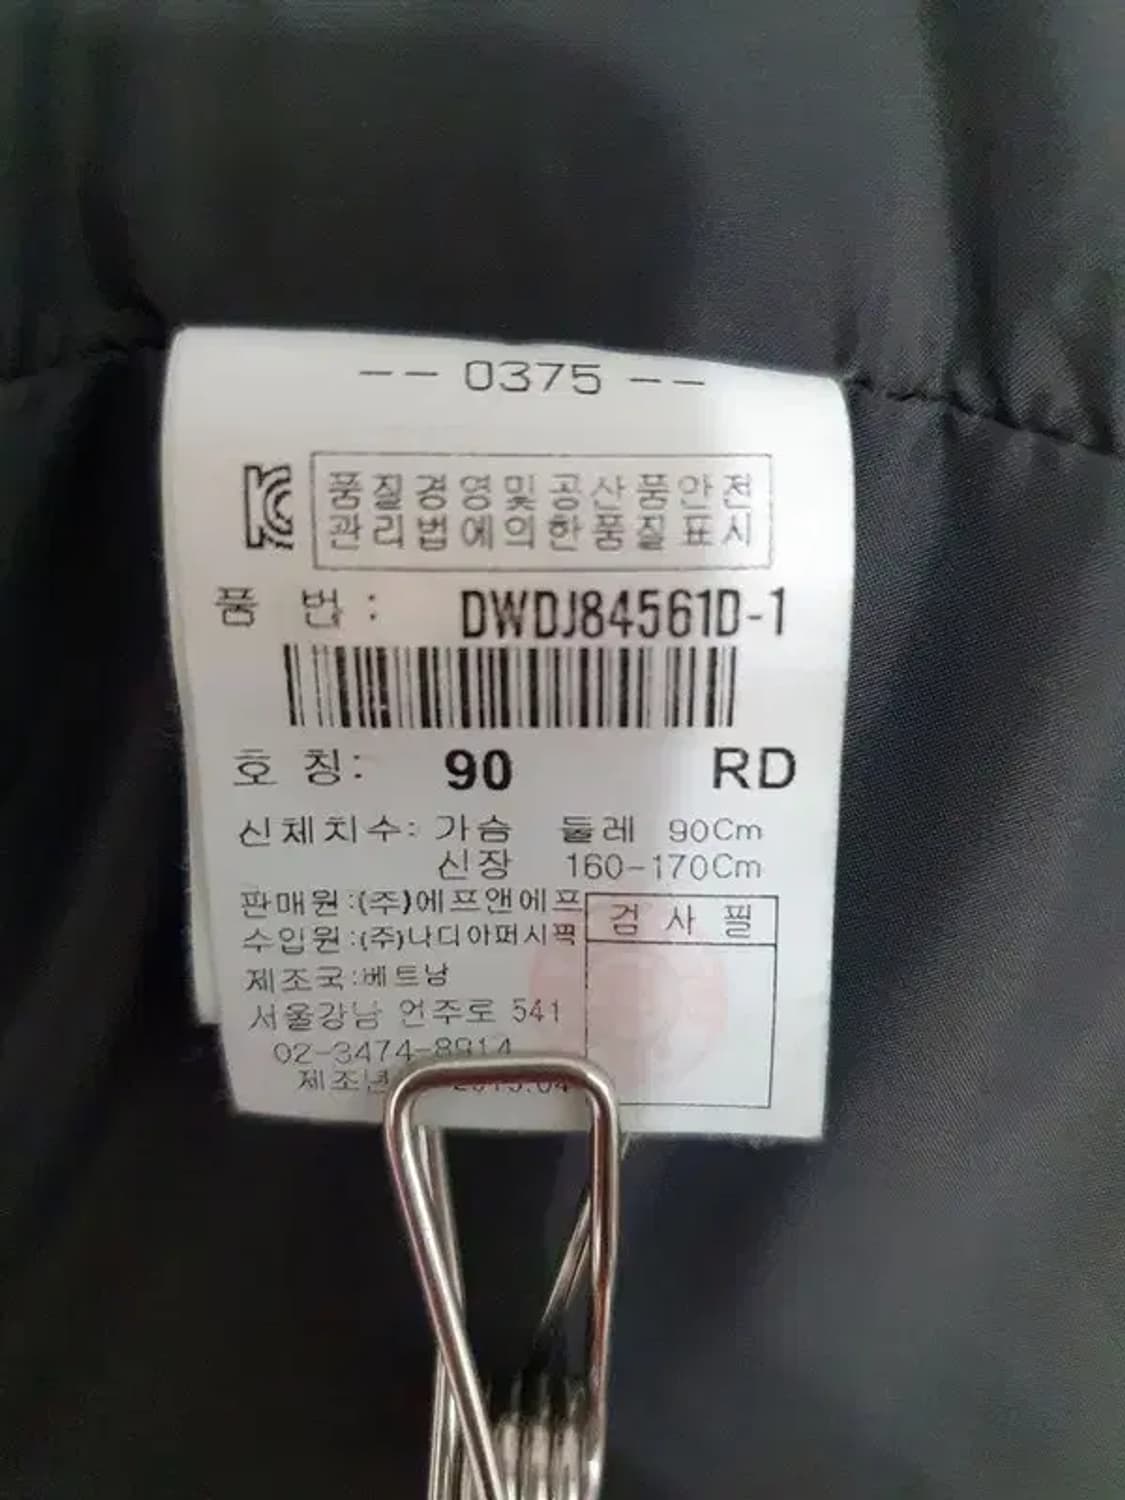 -- 0375 --
품질경영및공산품안전
관리법에의한품질표시
품 번 : DWDJ84561D-1
호 칭: 90 RD
신체치수: 가슴 둘레 90Cm
신장 160-170Cm
판매원:(주)에프앤에프
수입원:(주)나디아퍼시픽
검 사 필
제조국:베트남
서울강남 언주로 541
02-3474-8914
제조년